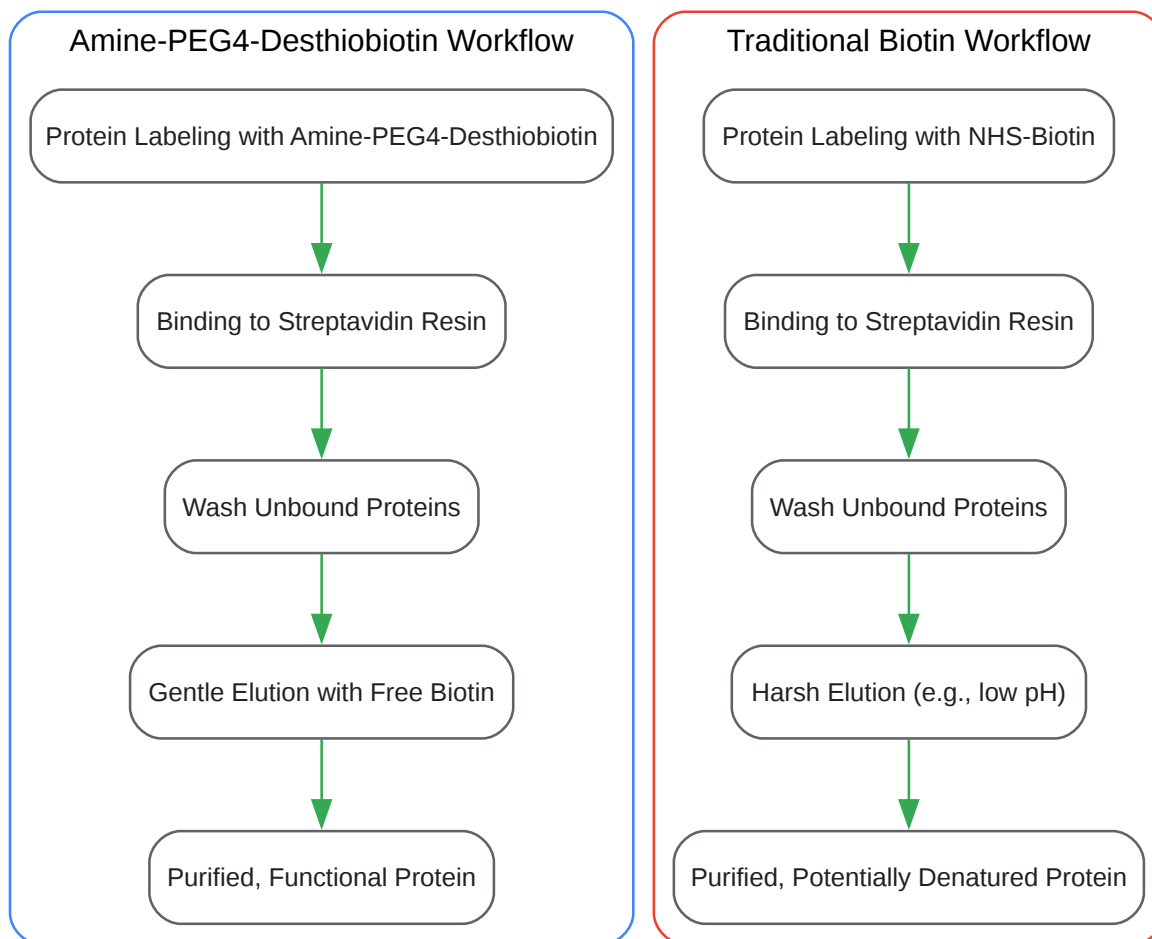 Amine-PEG4-Desthiobiotin Workflow
Protein Labeling with Amine-PEG4-Desthiobiotin
Binding to Streptavidin Resin
Wash Unbound Proteins
Gentle Elution with Free Biotin
Purified, Functional Protein
Traditional Biotin Workflow
Protein Labeling with NHS-Biotin
Binding to Streptavidin Resin
Wash Unbound Proteins
Harsh Elution (e.g., low pH)
Purified, Potentially Denatured Protein